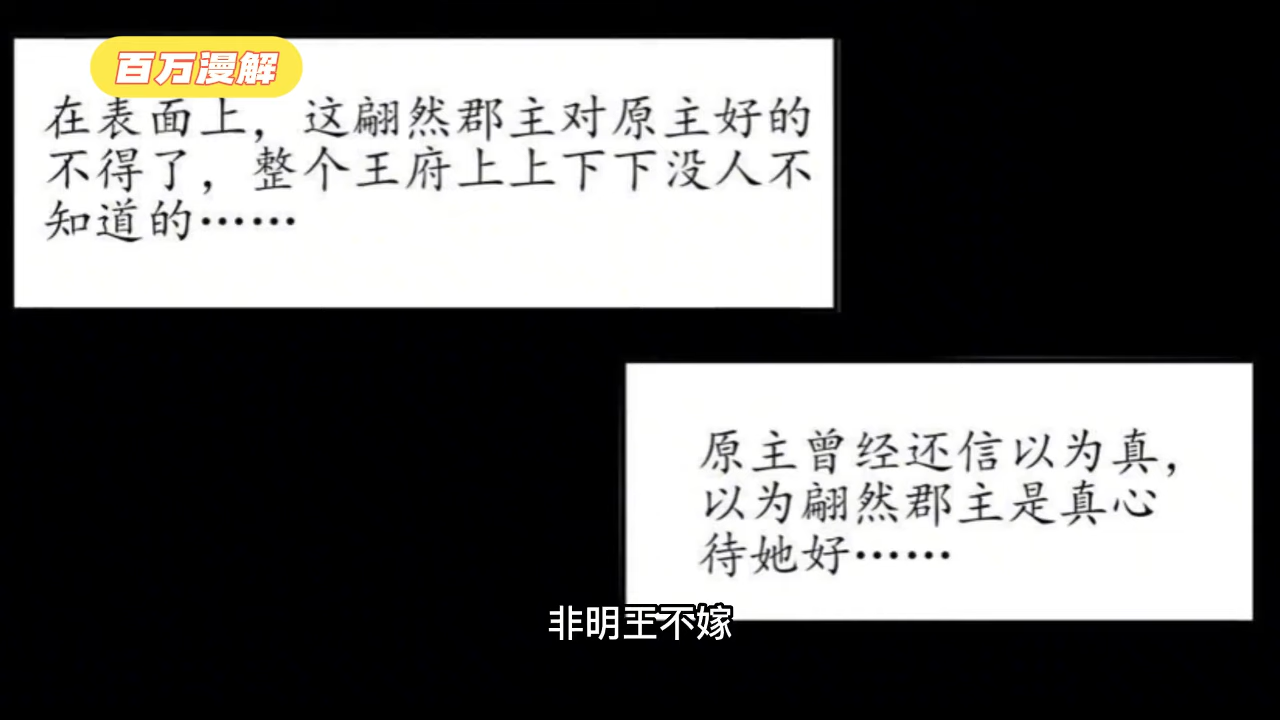 百万漫解
在表面上，这翩然郡主对原主好的
不得了，整个王府上上下下没人不
知道的……
原主曾经还信以为真，
以为翩然郡主是真心
待她好……
非明王不嫁